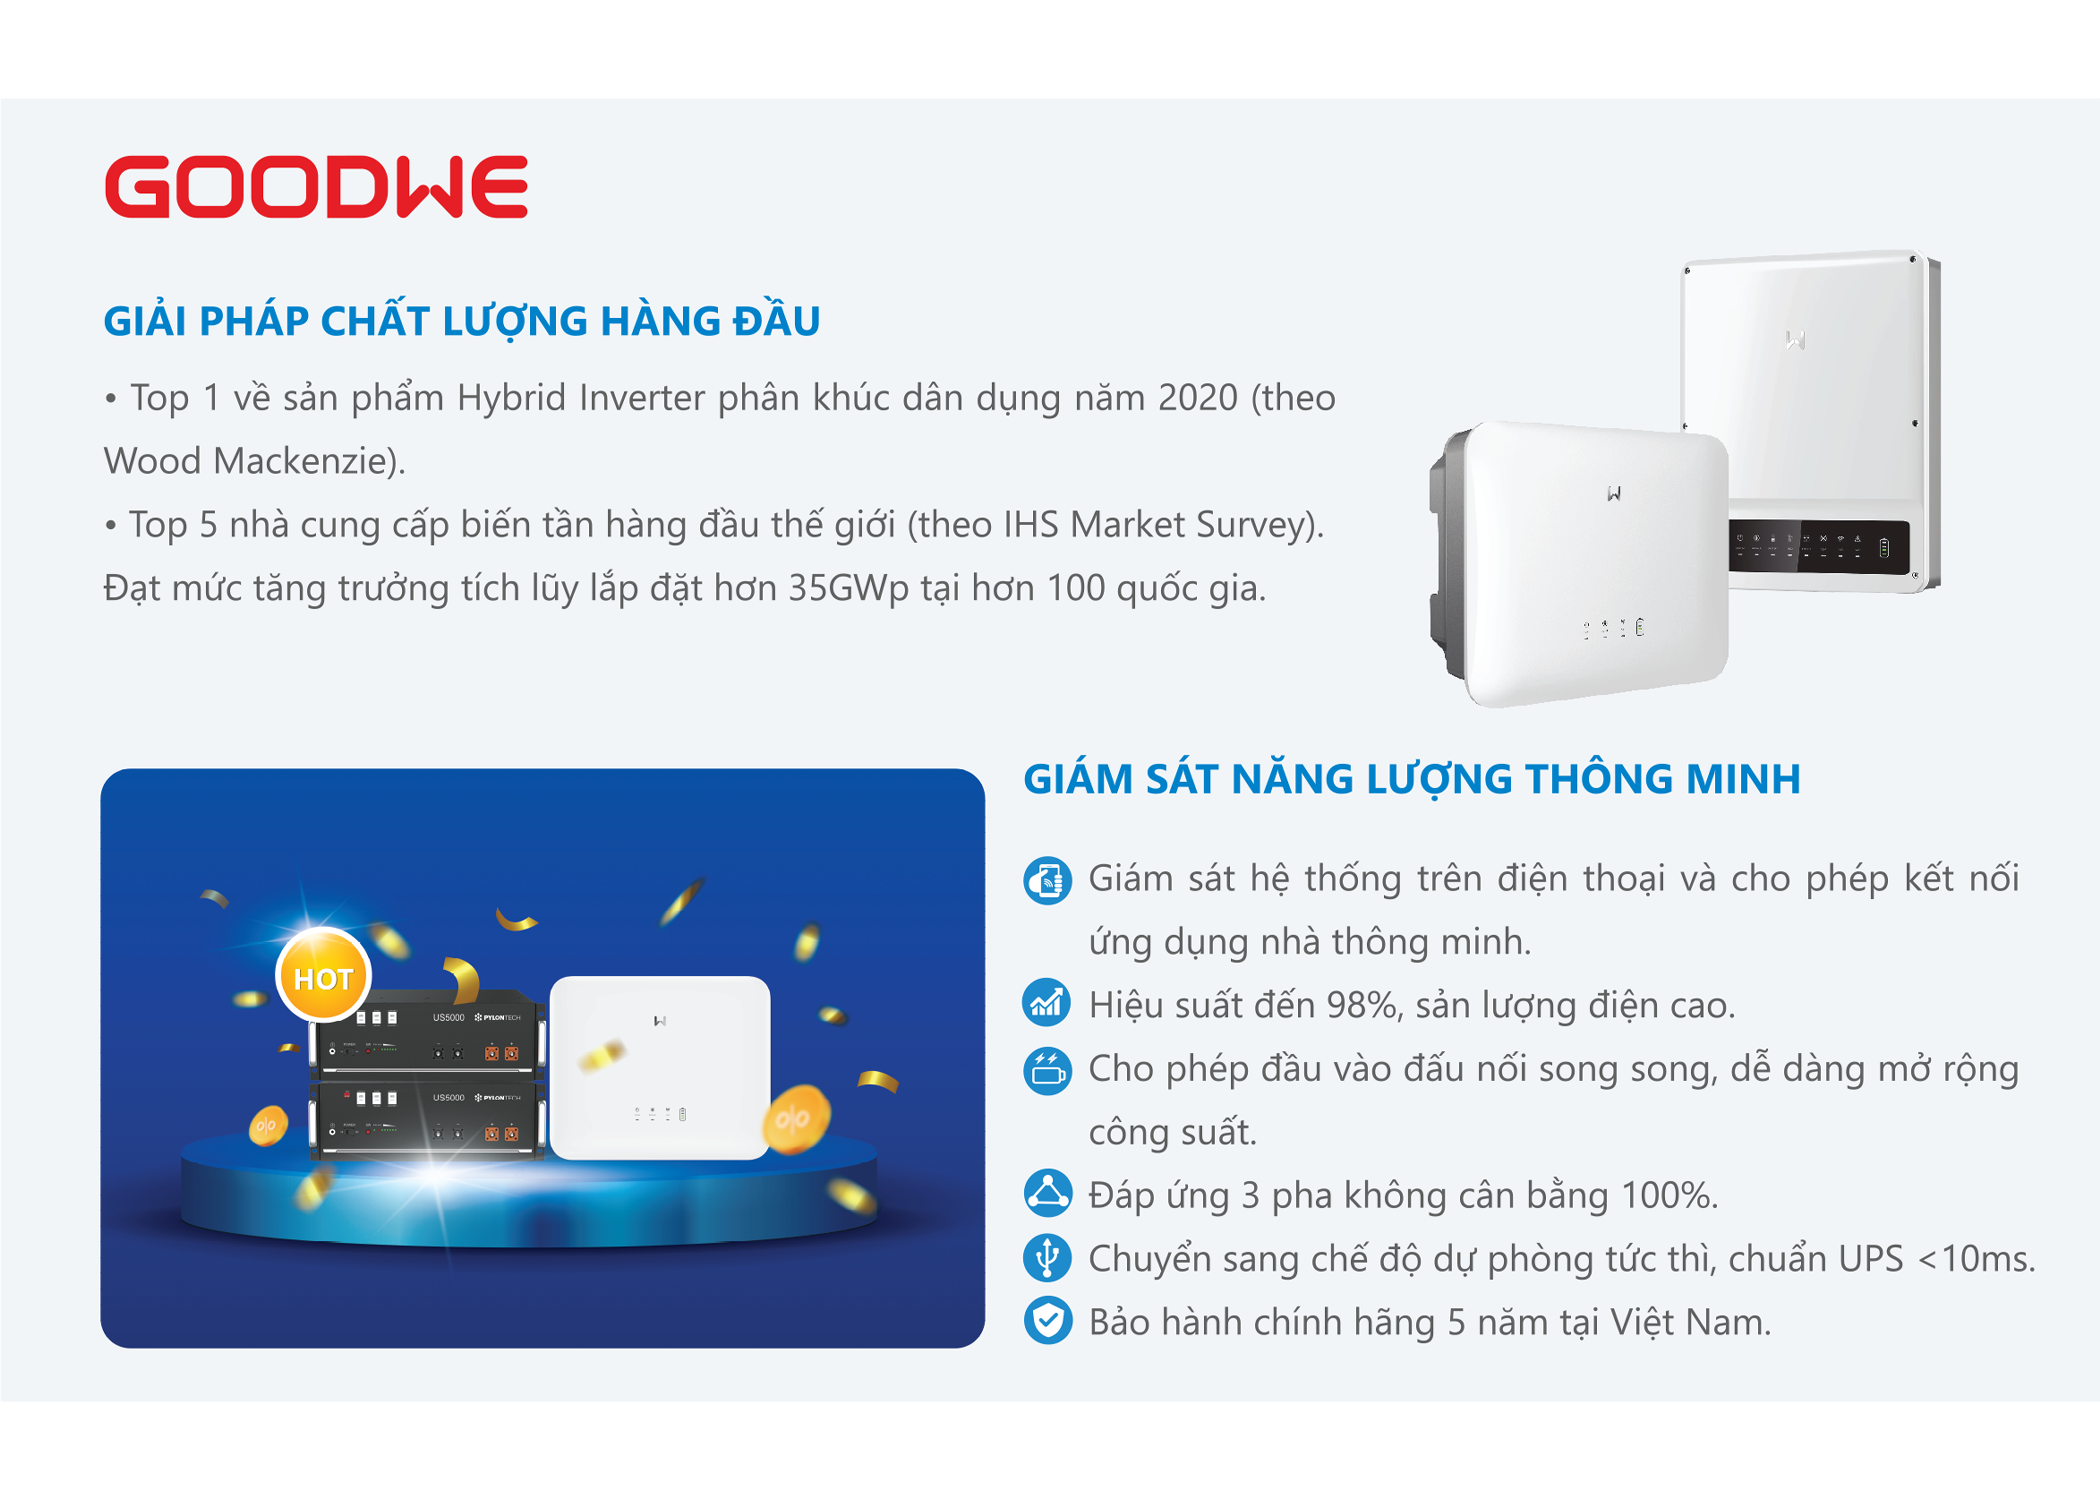 GOODWE
GIẢI PHÁP CHẤT LƯỢNG HÀNG ĐẦU
• Top 1 về sản phẩm Hybrid Inverter phân khúc dân dụng năm 2020 (theo
Wood Mackenzie).
• Top 5 nhà cung cấp biến tần hàng đầu thế giới (theo IHS Market Survey).
Đạt mức tăng trưởng tích lũy lắp đặt hơn 35GWp tại hơn 100 quốc gia.
HOT
US5000 PYLONTECH
US5000 PYLONTECH
GIÁM SÁT NĂNG LƯỢNG THÔNG MINH
Giám sát hệ thống trên điện thoại và cho phép kết nối
ứng dụng nhà thông minh.
Hiệu suất đến 98%, sản lượng điện cao.
Cho phép đầu vào đấu nối song song, dễ dàng mở rộng
công suất.
Đáp ứng 3 pha không cân bằng 100%.
Chuyển sang chế độ dự phòng tức thì, chuẩn UPS <10ms.
Bảo hành chính hãng 5 năm tại Việt Nam.